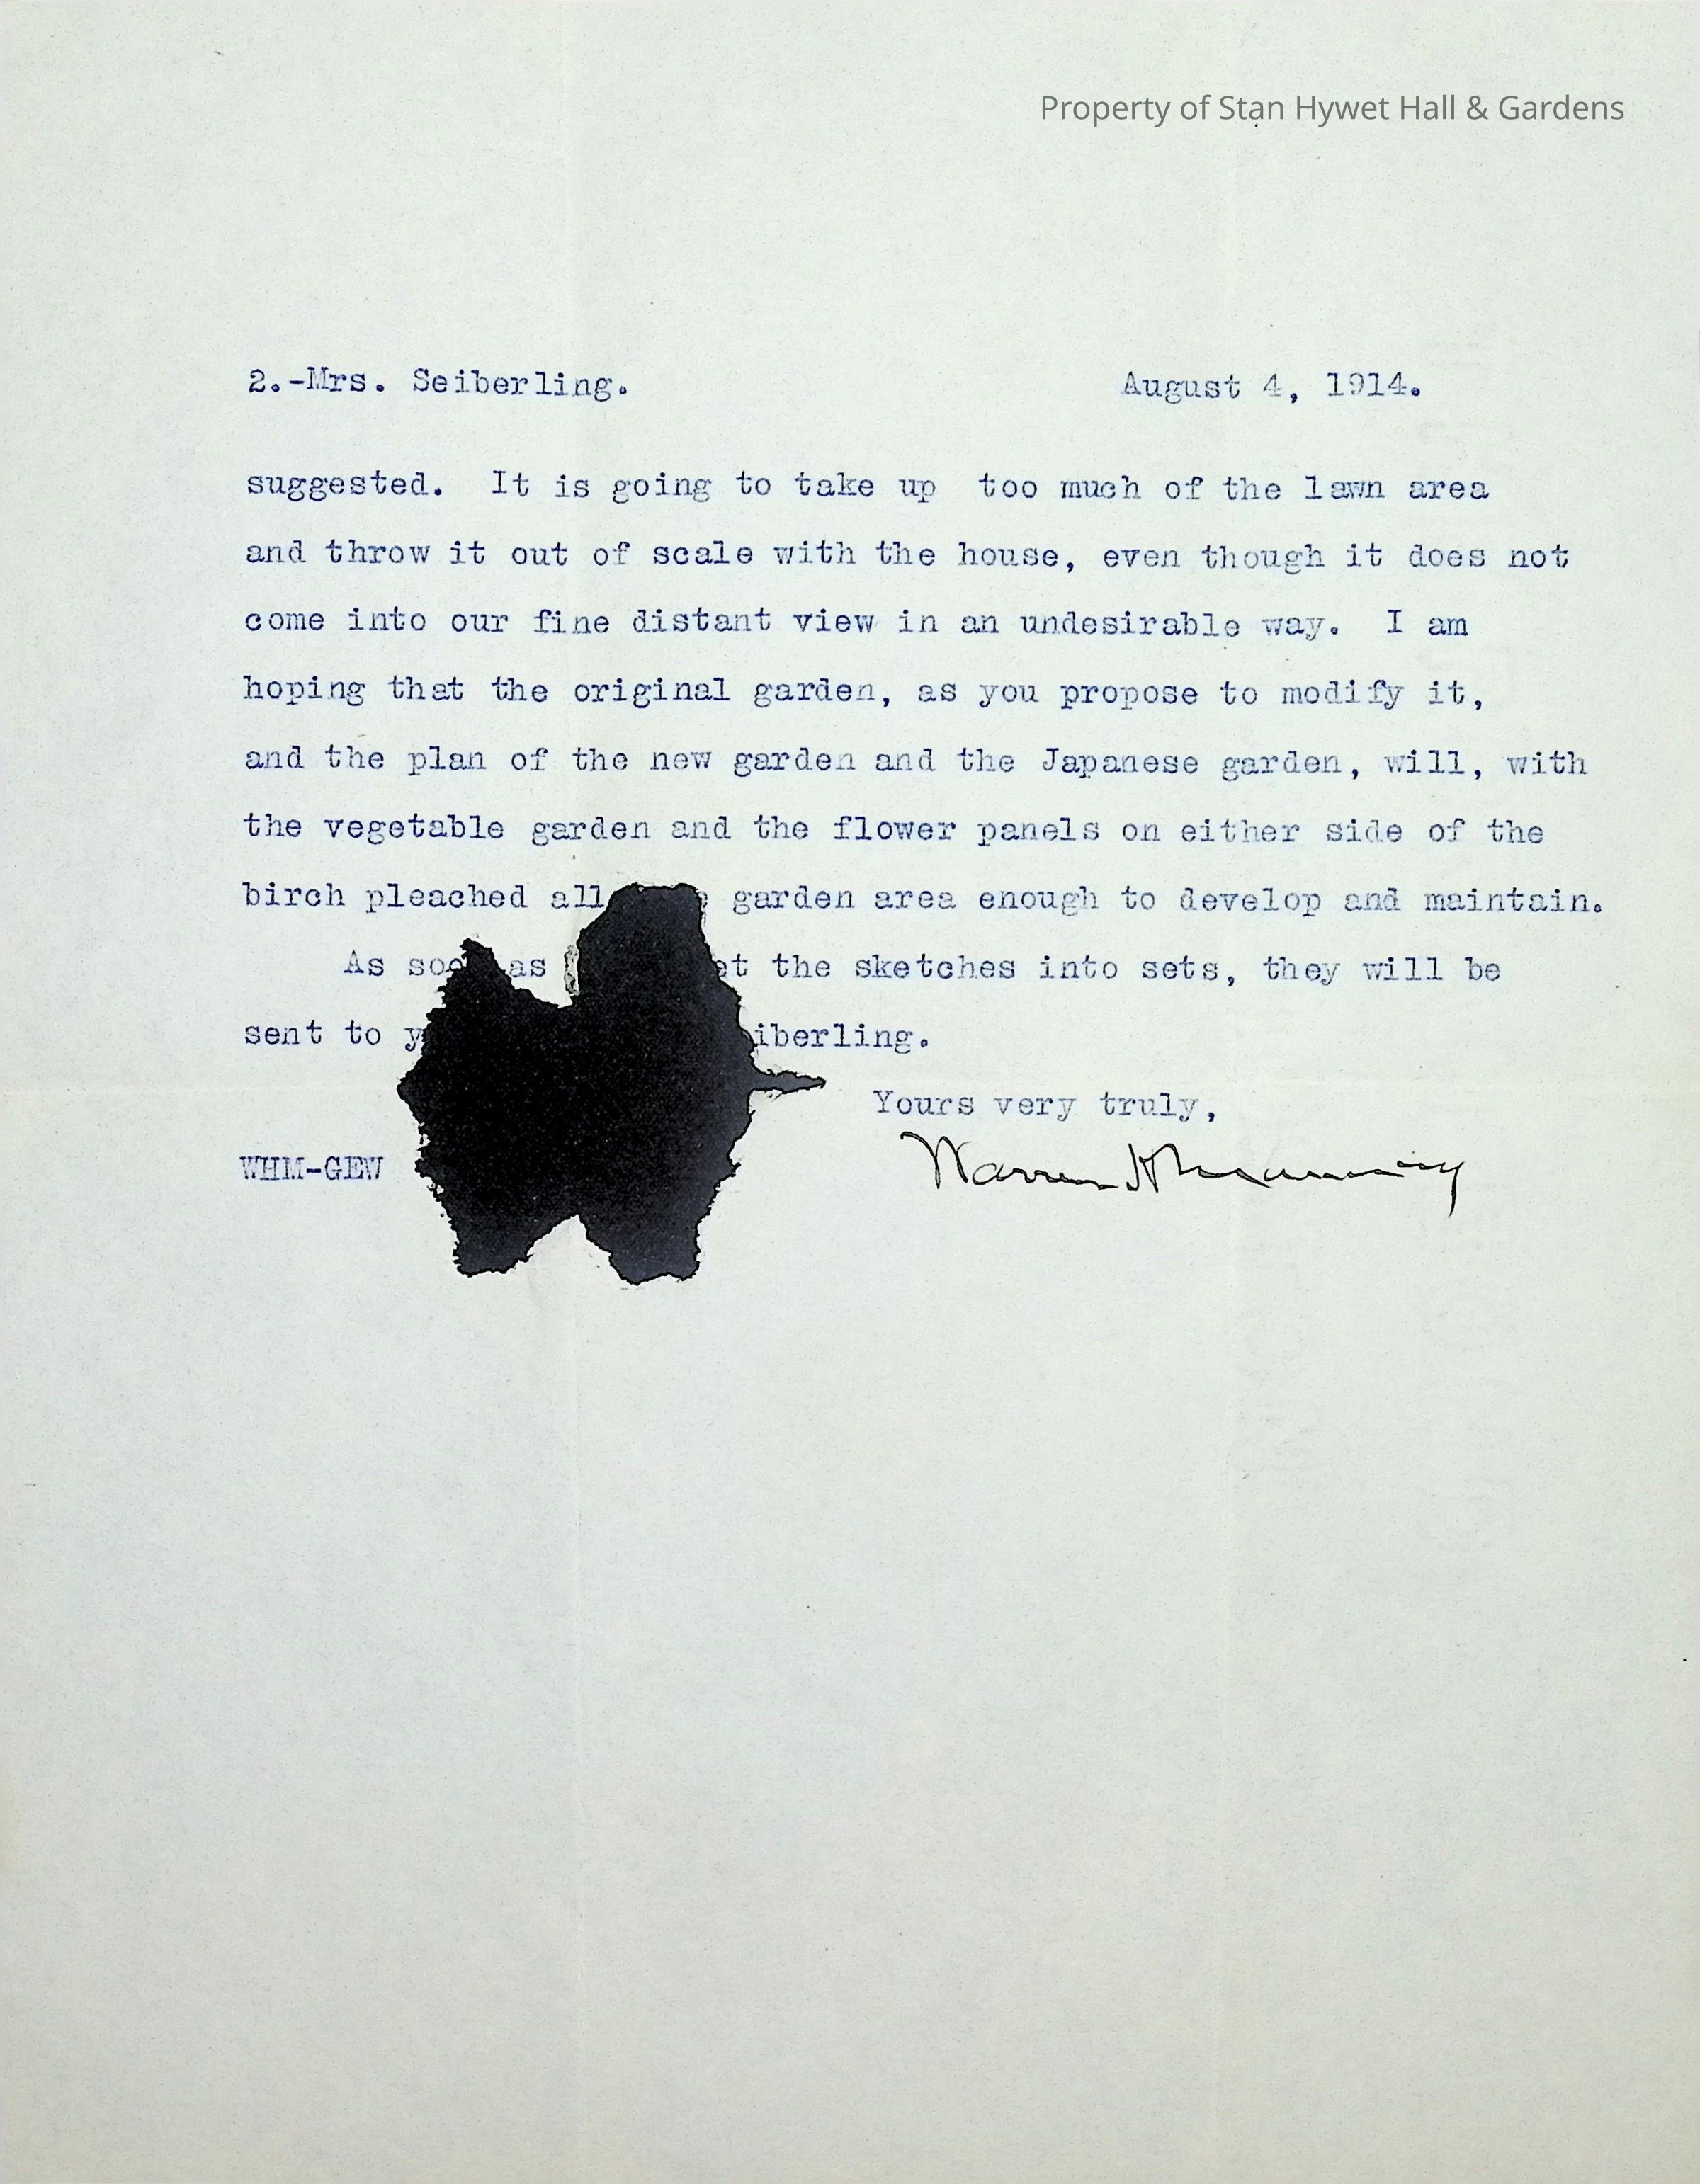 Property of Stan Hywet Hall & Gardens
2.-Mrs. Seiberling. August 4, 1914.
suggested. It is going to take up too much of the lawn area
and throw it out of scale with the house, even though it does not
come into our fine distant view in an undesirable way. I am
hoping that the original garden, as you propose to modify it,
and the plan of the new garden and the Japanese garden, will, with
the vegetable garden and the flower panels on either side of the
birch pleached garden area enough to develop and maintain.
As soon as the sketches into sets, they will be
sent to iberling.
Yours very truly,
Warren H Manning
WHM-GEW